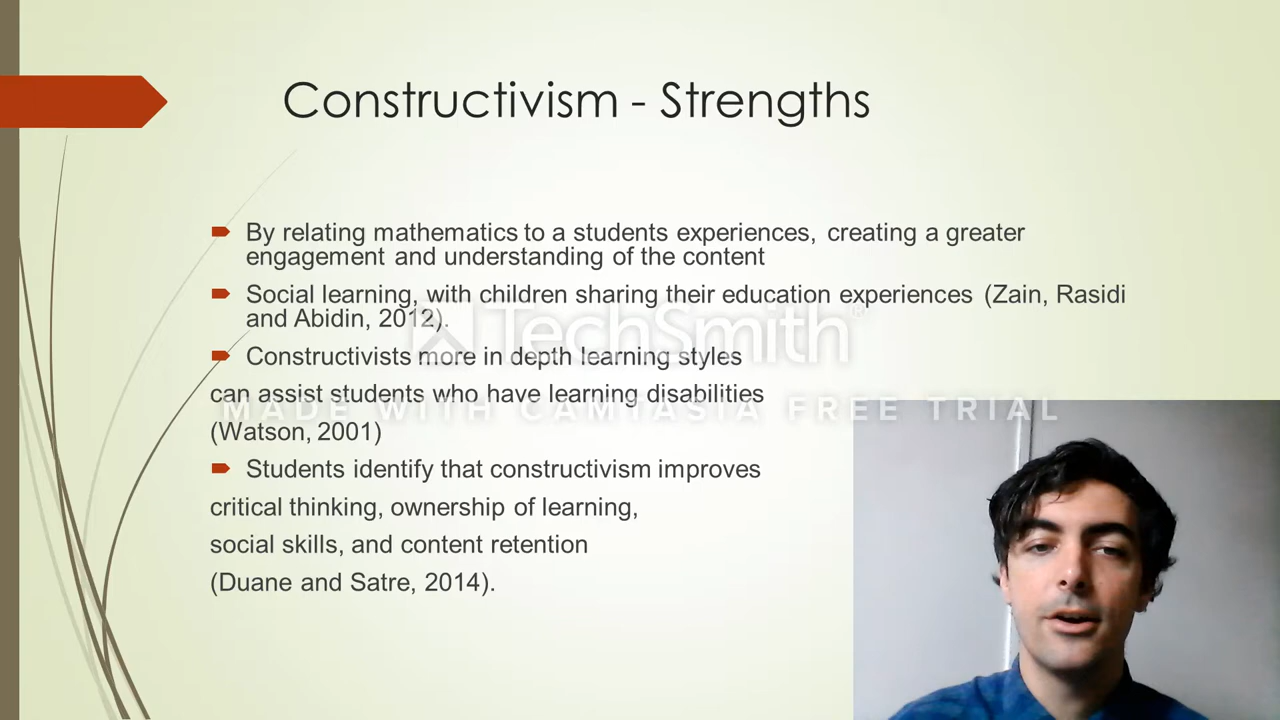 Constructivism - Strengths
By relating mathematics to a students experiences, creating a greater
engagement and understanding of the content
Social learning, with children sharing their education experiences (Zain, Rasidi
and Abidin, 2012).
TechSmith®
Constructivists more in depth learning styles
can assist students who have learning disabilities
MADE WITH CAMTASIA FREE TRIAL
(Watson, 2001)
Students identify that constructivism improves
critical thinking, ownership of learning,
social skills, and content retention
(Duane and Satre, 2014).